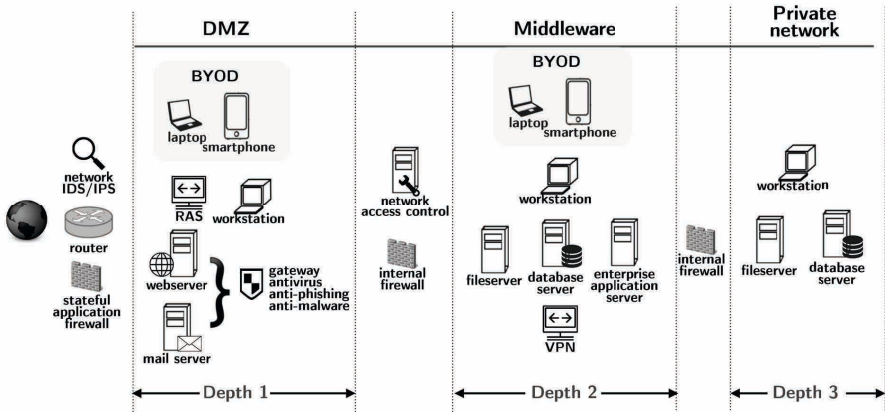 DMZ
Middleware
Private
network
BYOD
laptop
smartphone
BYOD
laptop
smartphone
network
IDS/IPS
router
stateful
application
firewall
RAS
workstation
webserver
mail server
gateway
antivirus
anti-phishing
anti-malware
network
access control
internal
firewall
workstation
fileserver
database
server
enterprise
application
server
VPN
internal
firewall
workstation
fileserver
database
server
Depth 1
Depth 2
Depth 3